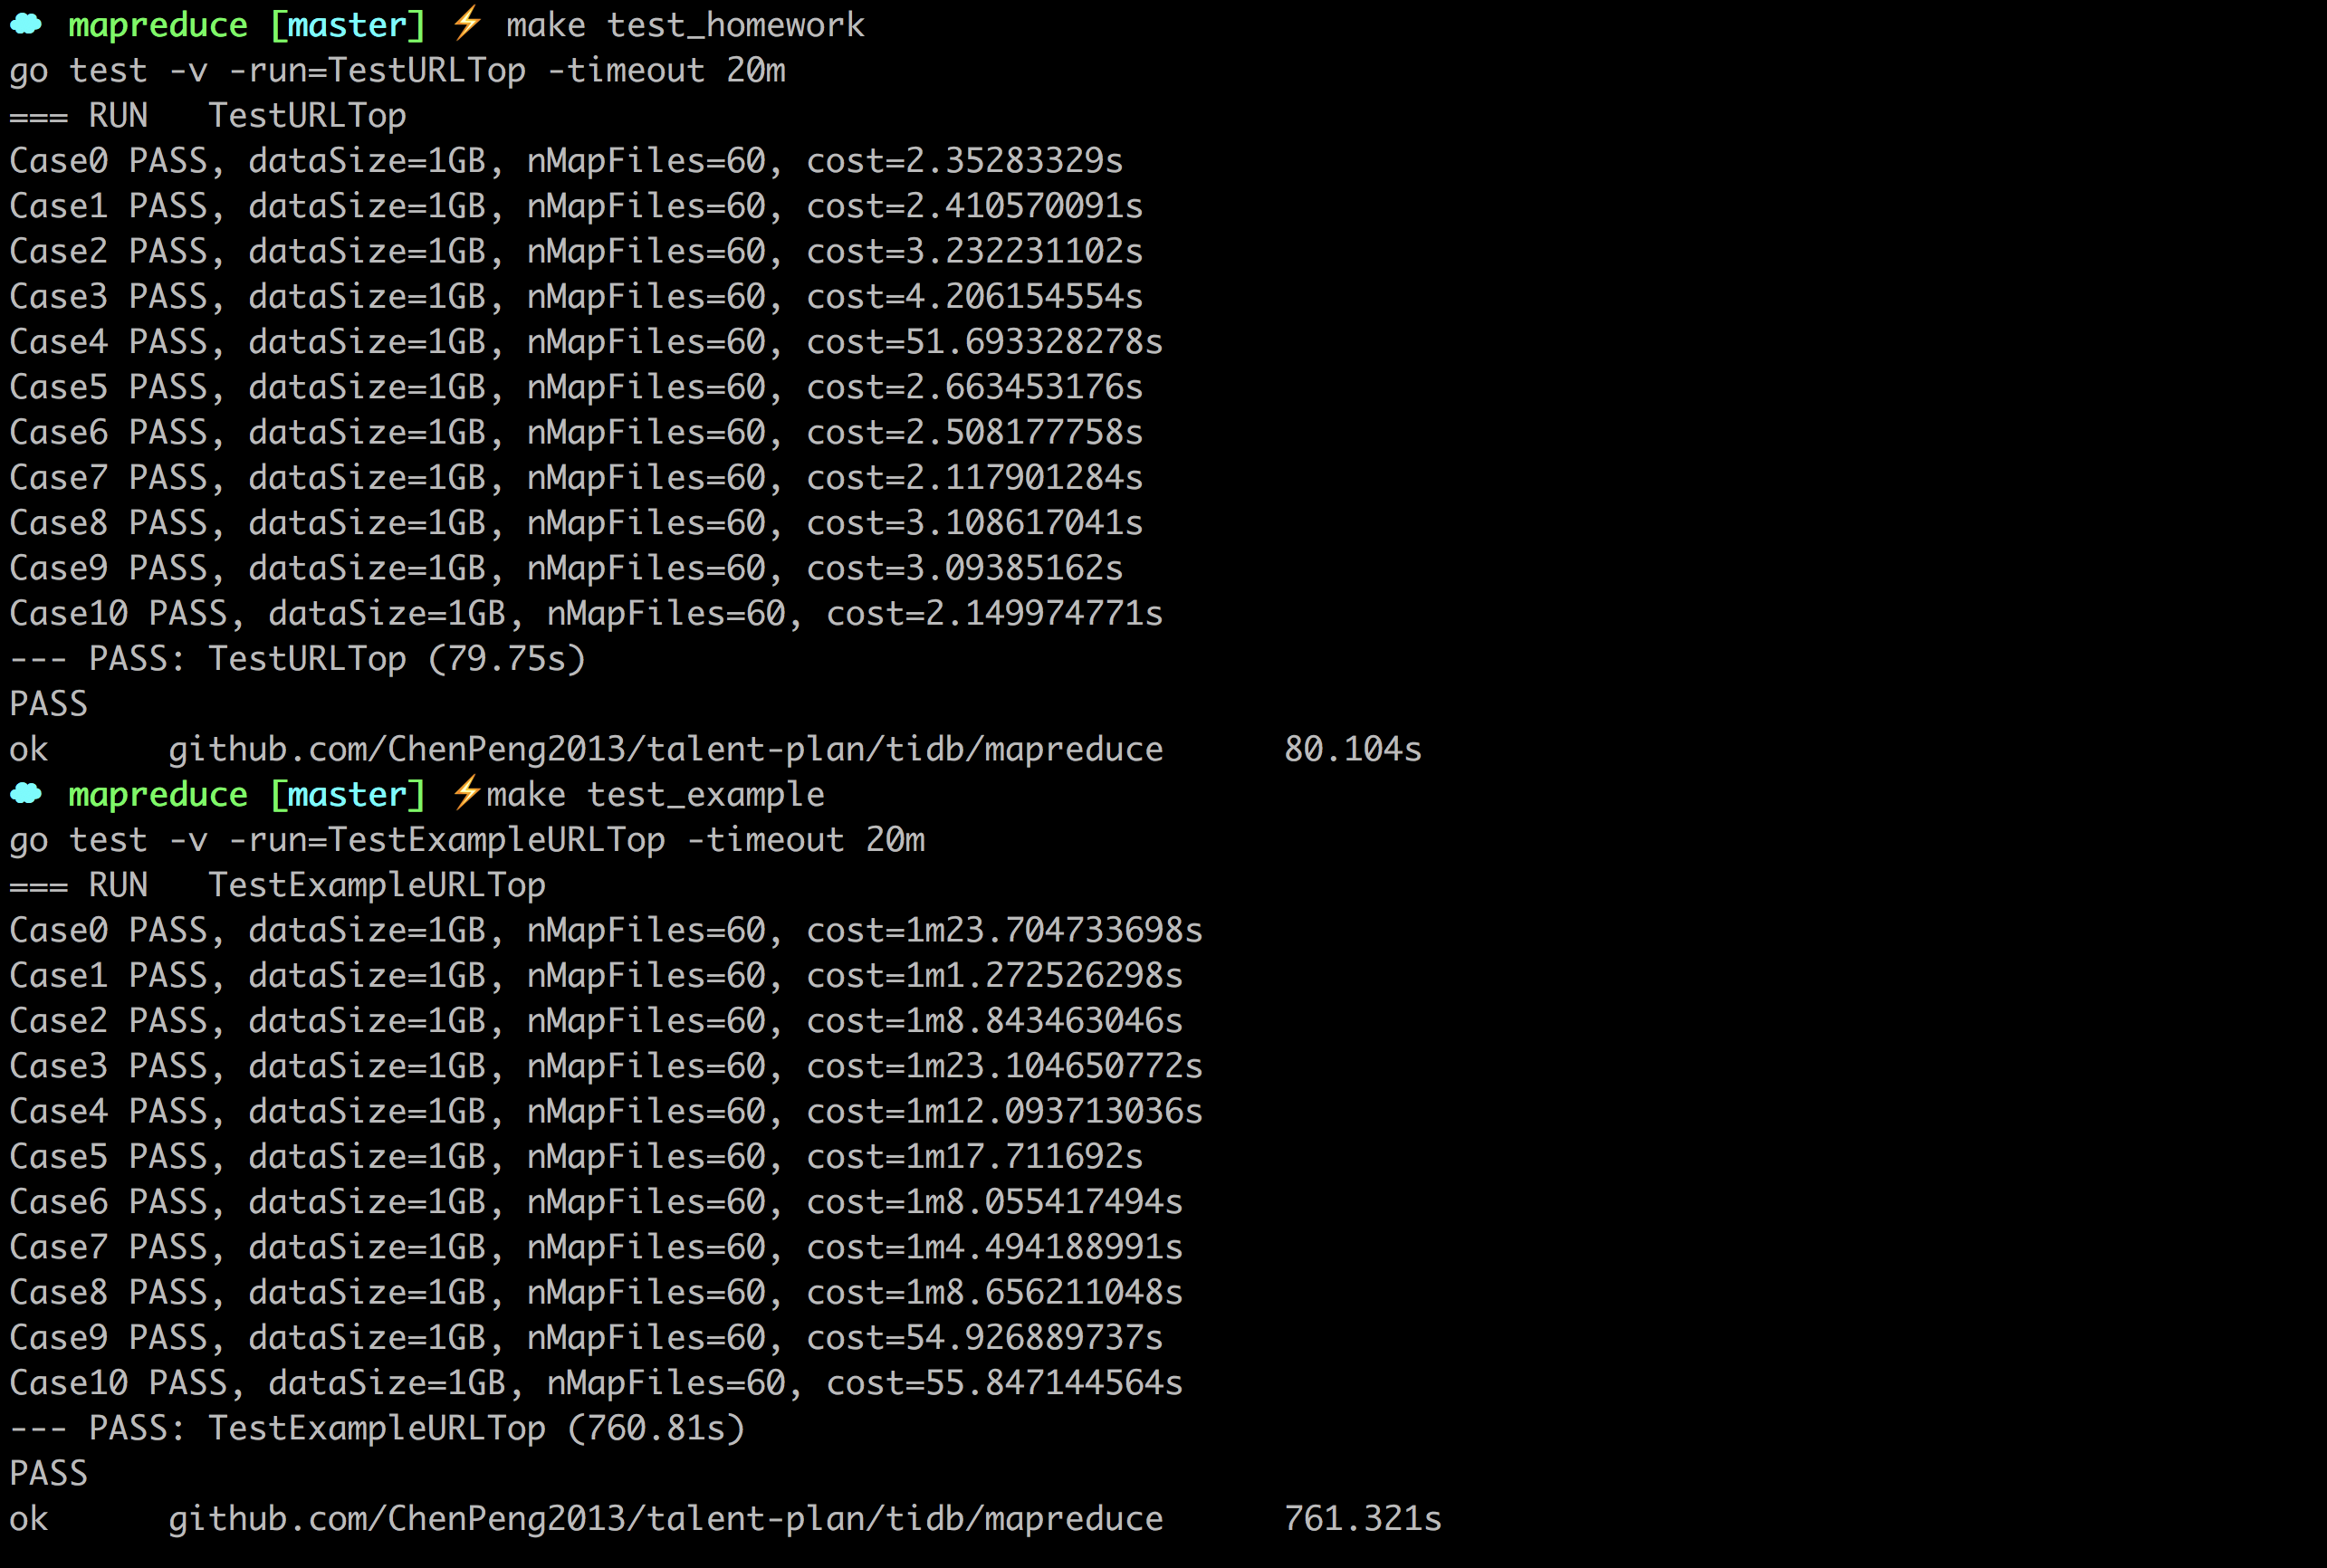 mapreduce [master] ⚡ make test_homework
go test -v -run=TestURLTop -timeout 20m
=== RUN   TestURLTop
Case0 PASS, dataSize=1GB, nMapFiles=60, cost=2.35283329s
Case1 PASS, dataSize=1GB, nMapFiles=60, cost=2.410570091s
Case2 PASS, dataSize=1GB, nMapFiles=60, cost=3.232231102s
Case3 PASS, dataSize=1GB, nMapFiles=60, cost=4.206154554s
Case4 PASS, dataSize=1GB, nMapFiles=60, cost=51.693328278s
Case5 PASS, dataSize=1GB, nMapFiles=60, cost=2.663453176s
Case6 PASS, dataSize=1GB, nMapFiles=60, cost=2.508177758s
Case7 PASS, dataSize=1GB, nMapFiles=60, cost=2.117901284s
Case8 PASS, dataSize=1GB, nMapFiles=60, cost=3.108617041s
Case9 PASS, dataSize=1GB, nMapFiles=60, cost=3.09385162s
Case10 PASS, dataSize=1GB, nMapFiles=60, cost=2.149974771s
--- PASS: TestURLTop (79.75s)
PASS
ok      github.com/ChenPeng2013/talent-plan/tidb/mapreduce      80.104s
mapreduce [master] ⚡make test_example
go test -v -run=TestExampleURLTop -timeout 20m
=== RUN   TestExampleURLTop
Case0 PASS, dataSize=1GB, nMapFiles=60, cost=1m23.704733698s
Case1 PASS, dataSize=1GB, nMapFiles=60, cost=1m1.272526298s
Case2 PASS, dataSize=1GB, nMapFiles=60, cost=1m8.843463046s
Case3 PASS, dataSize=1GB, nMapFiles=60, cost=1m23.104650772s
Case4 PASS, dataSize=1GB, nMapFiles=60, cost=1m12.093713036s
Case5 PASS, dataSize=1GB, nMapFiles=60, cost=1m17.711692s
Case6 PASS, dataSize=1GB, nMapFiles=60, cost=1m8.055417494s
Case7 PASS, dataSize=1GB, nMapFiles=60, cost=1m4.494188991s
Case8 PASS, dataSize=1GB, nMapFiles=60, cost=1m8.656211048s
Case9 PASS, dataSize=1GB, nMapFiles=60, cost=54.926889737s
Case10 PASS, dataSize=1GB, nMapFiles=60, cost=55.847144564s
--- PASS: TestExampleURLTop (760.81s)
PASS
ok      github.com/ChenPeng2013/talent-plan/tidb/mapreduce      761.321s